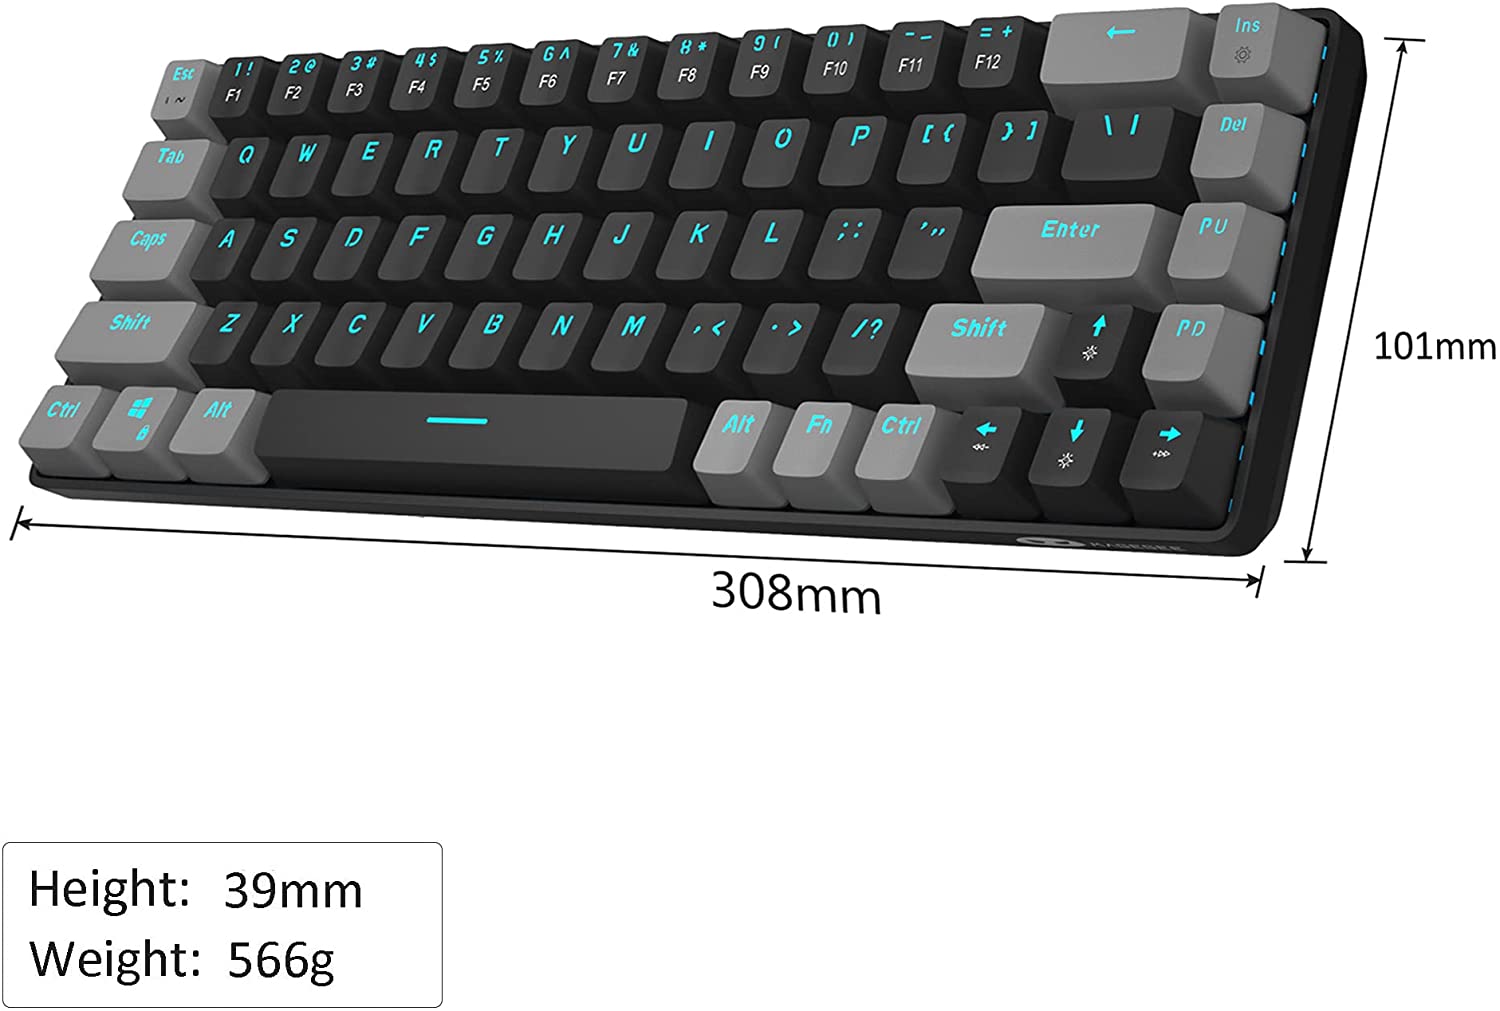 Esc 1! 2@ 3# 4$ 5% 6^ 7& 8* 9( 0) -_ =+ ← Ins
F1 F2 F3 F4 F5 F6 F7 F8 F9 F10 F11 F12
Tab Q W E R T Y U I O P [{ }] \| Del
Caps A S D F G H J K L ;: '" Enter PU
Shift Z X C V B N M ,< .> /? Shift ↑ PD
Ctrl Alt Alt Fn Ctrl ← ↓ →
MAGEGEE
101mm
308mm
Height: 39mm
Weight: 566g